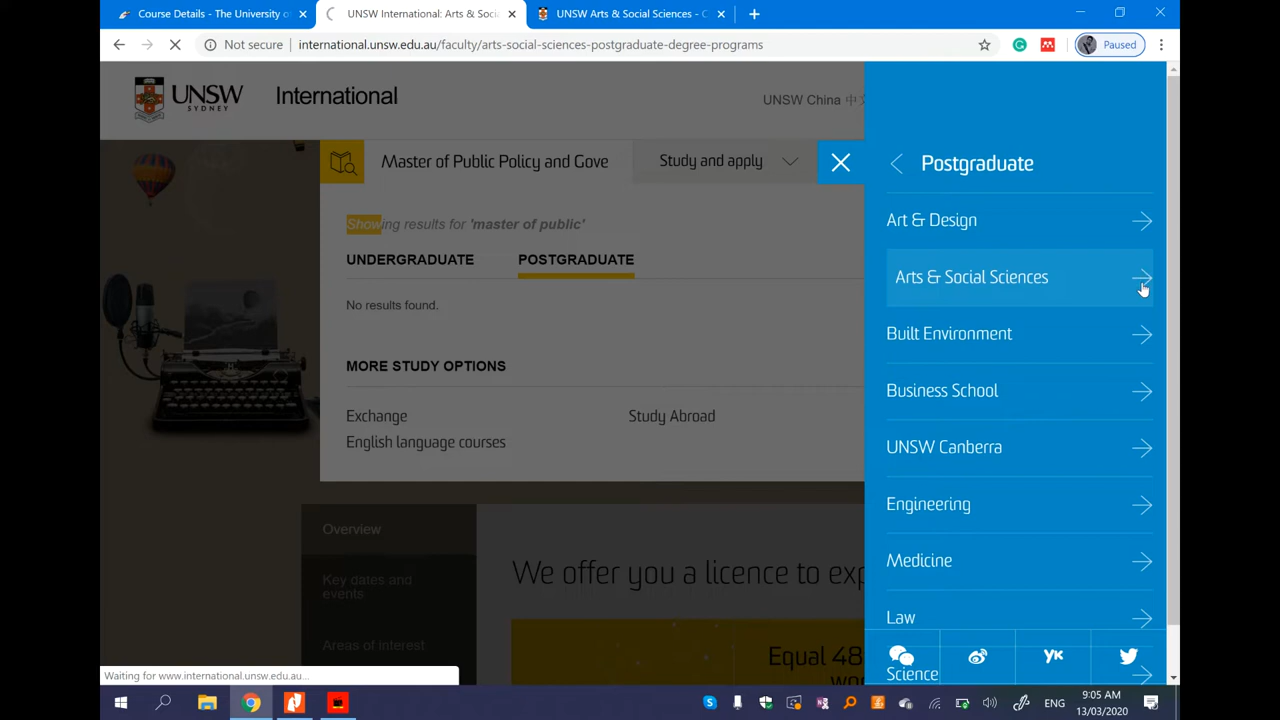 Course Details - The University of
UNSW International: Arts & Soci
UNSW Arts & Social Sciences - C
Not secure
international.unsw.edu.au/faculty/arts-social-sciences-postgraduate-degree-programs
Paused
UNSW
SYDNEY
International
UNSW China 中文
Master of Public Policy and Gove
Study and apply
Showing results for 'master of public'
UNDERGRADUATE
POSTGRADUATE
No results found.
MORE STUDY OPTIONS
Exchange
Study Abroad
English language courses
Overview
Key dates and
events
Areas of interest
We offer you a licence to exp
Equal 48
Postgraduate
Art & Design
Arts & Social Sciences
Built Environment
Business School
UNSW Canberra
Engineering
Medicine
Law
Science
Waiting for www.international.unsw.edu.au...
ENG
9:05 AM
13/03/2020